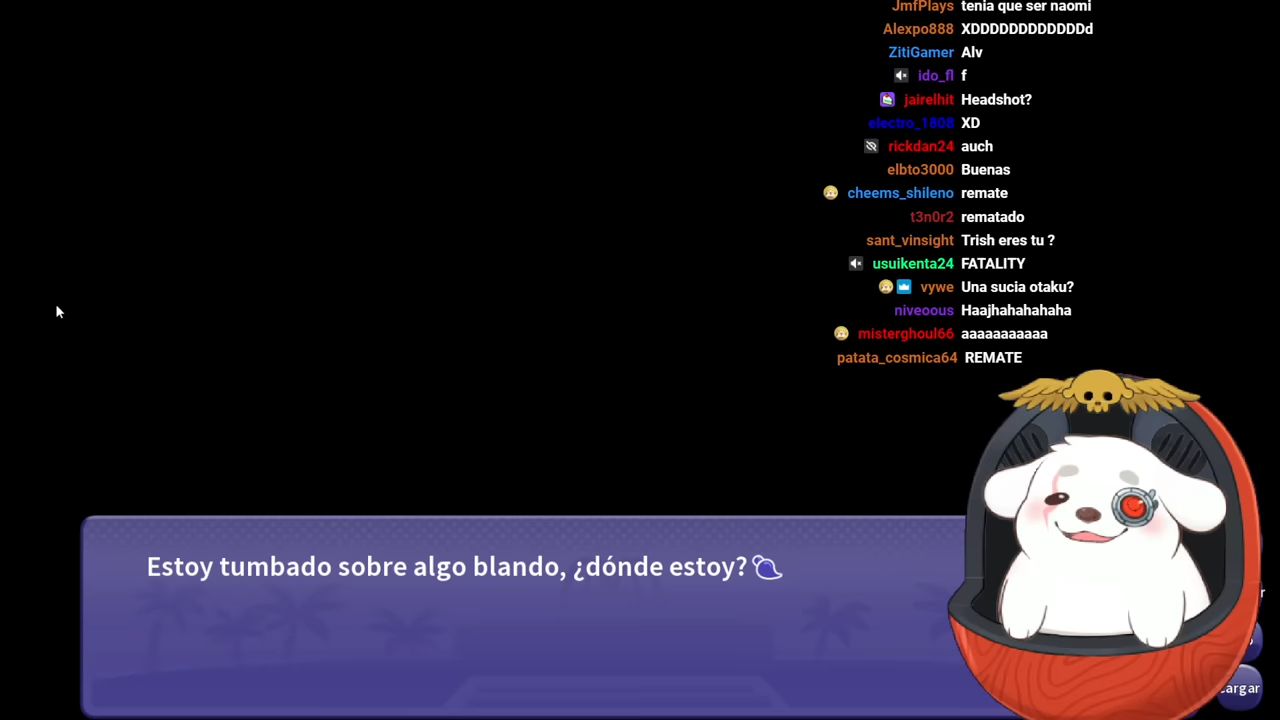 JmfPlays tenia que ser naomi
Alexpo888 XDDDDDDDDDDDDd
ZitiGamer Alv
ido_fl f
jairelhit Headshot?
electro_1808 XD
rickdan24 auch
elbto3000 Buenas
cheems_shileno remate
t3n0r2 rematado
sant_vinsight Trish eres tu ?
usuikenta24 FATALITY
vywe Una sucia otaku?
niveoous Haajhahahahaha
misterghoul66 aaaaaaaaaaa
patata_cosmica64 REMATE
Estoy tumbado sobre algo blando, ¿dónde estoy?